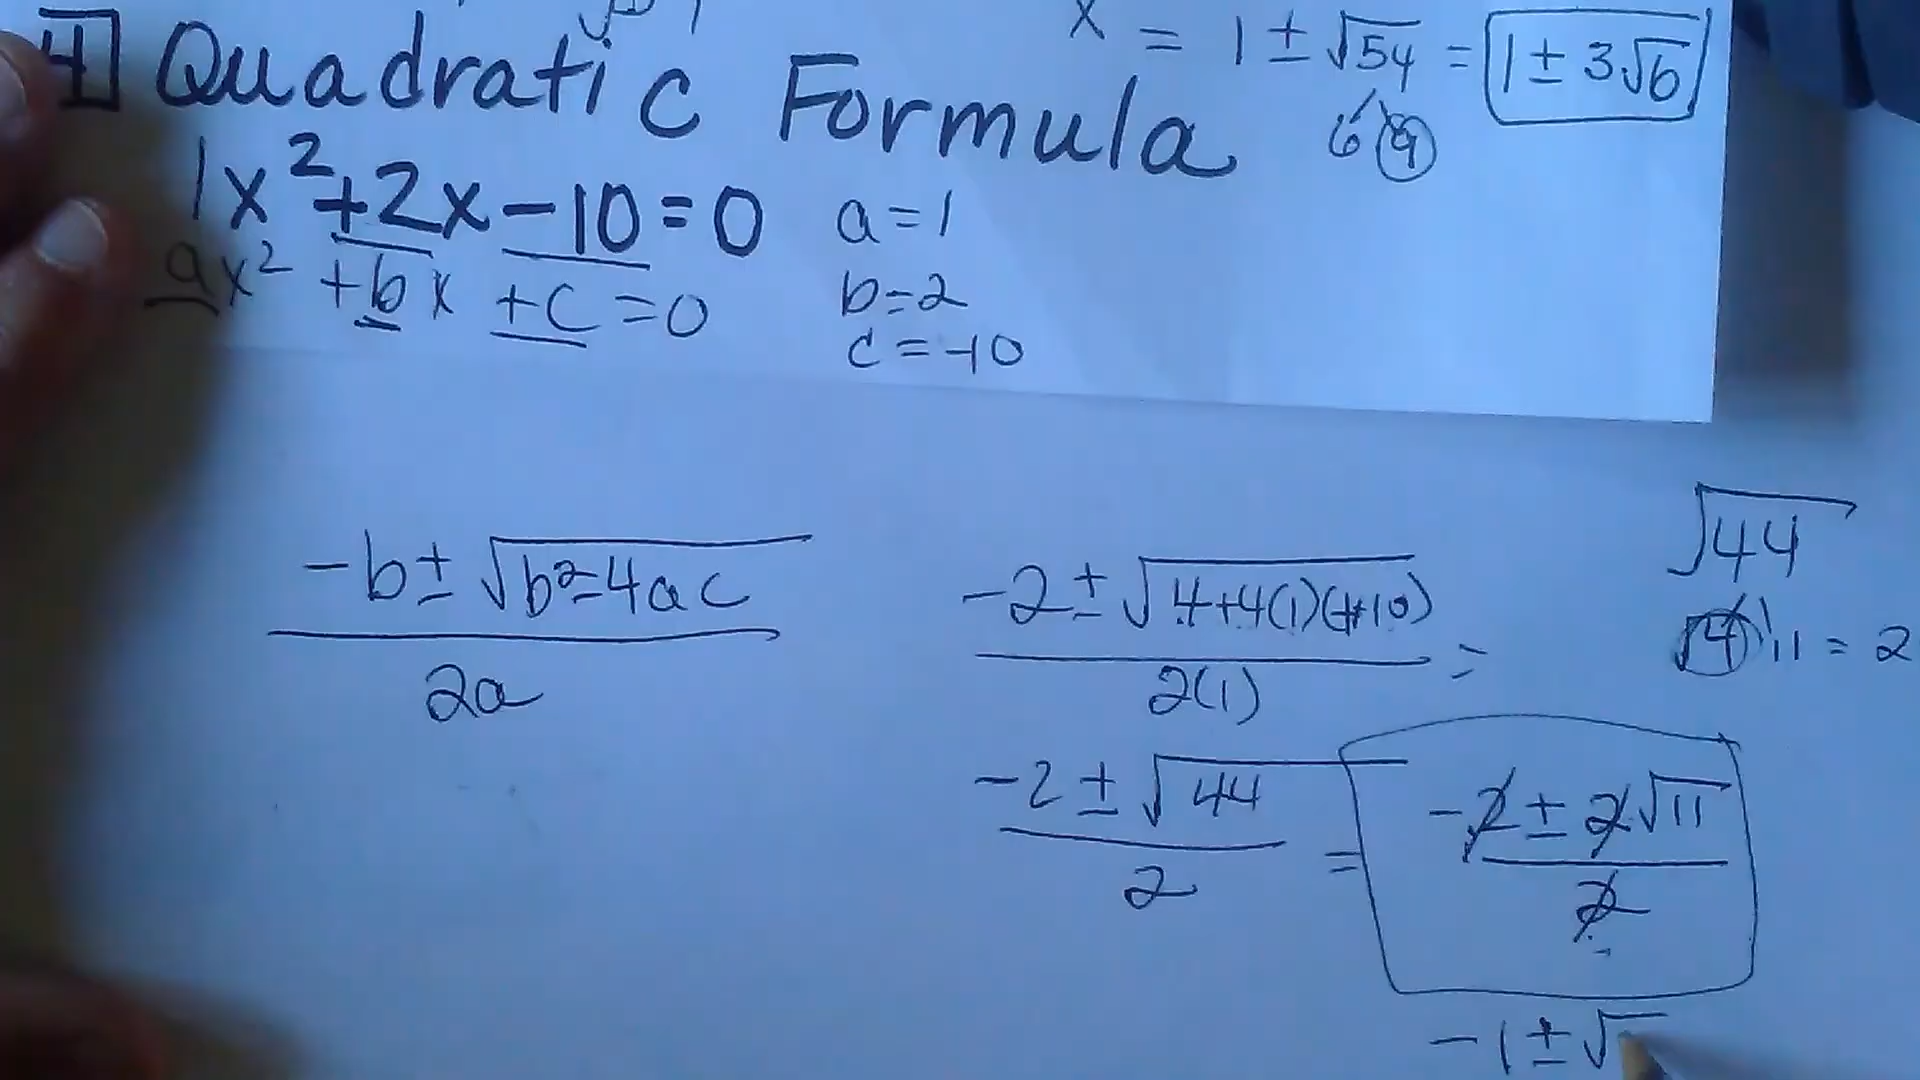 x = 1 ± √54 = 1 ± 3√6
6 9
4 Quadratic Formula
1x²+2x-10=0
ax² +bx +c=0
a=1
b=2
c=-10
-b± √b²-4ac
2a
-2± √4+4(1)(+10) =
2(1)
√44
√4 11 = 2
-2 ± √44 = -2 ± 2√11
2 2
-1±√